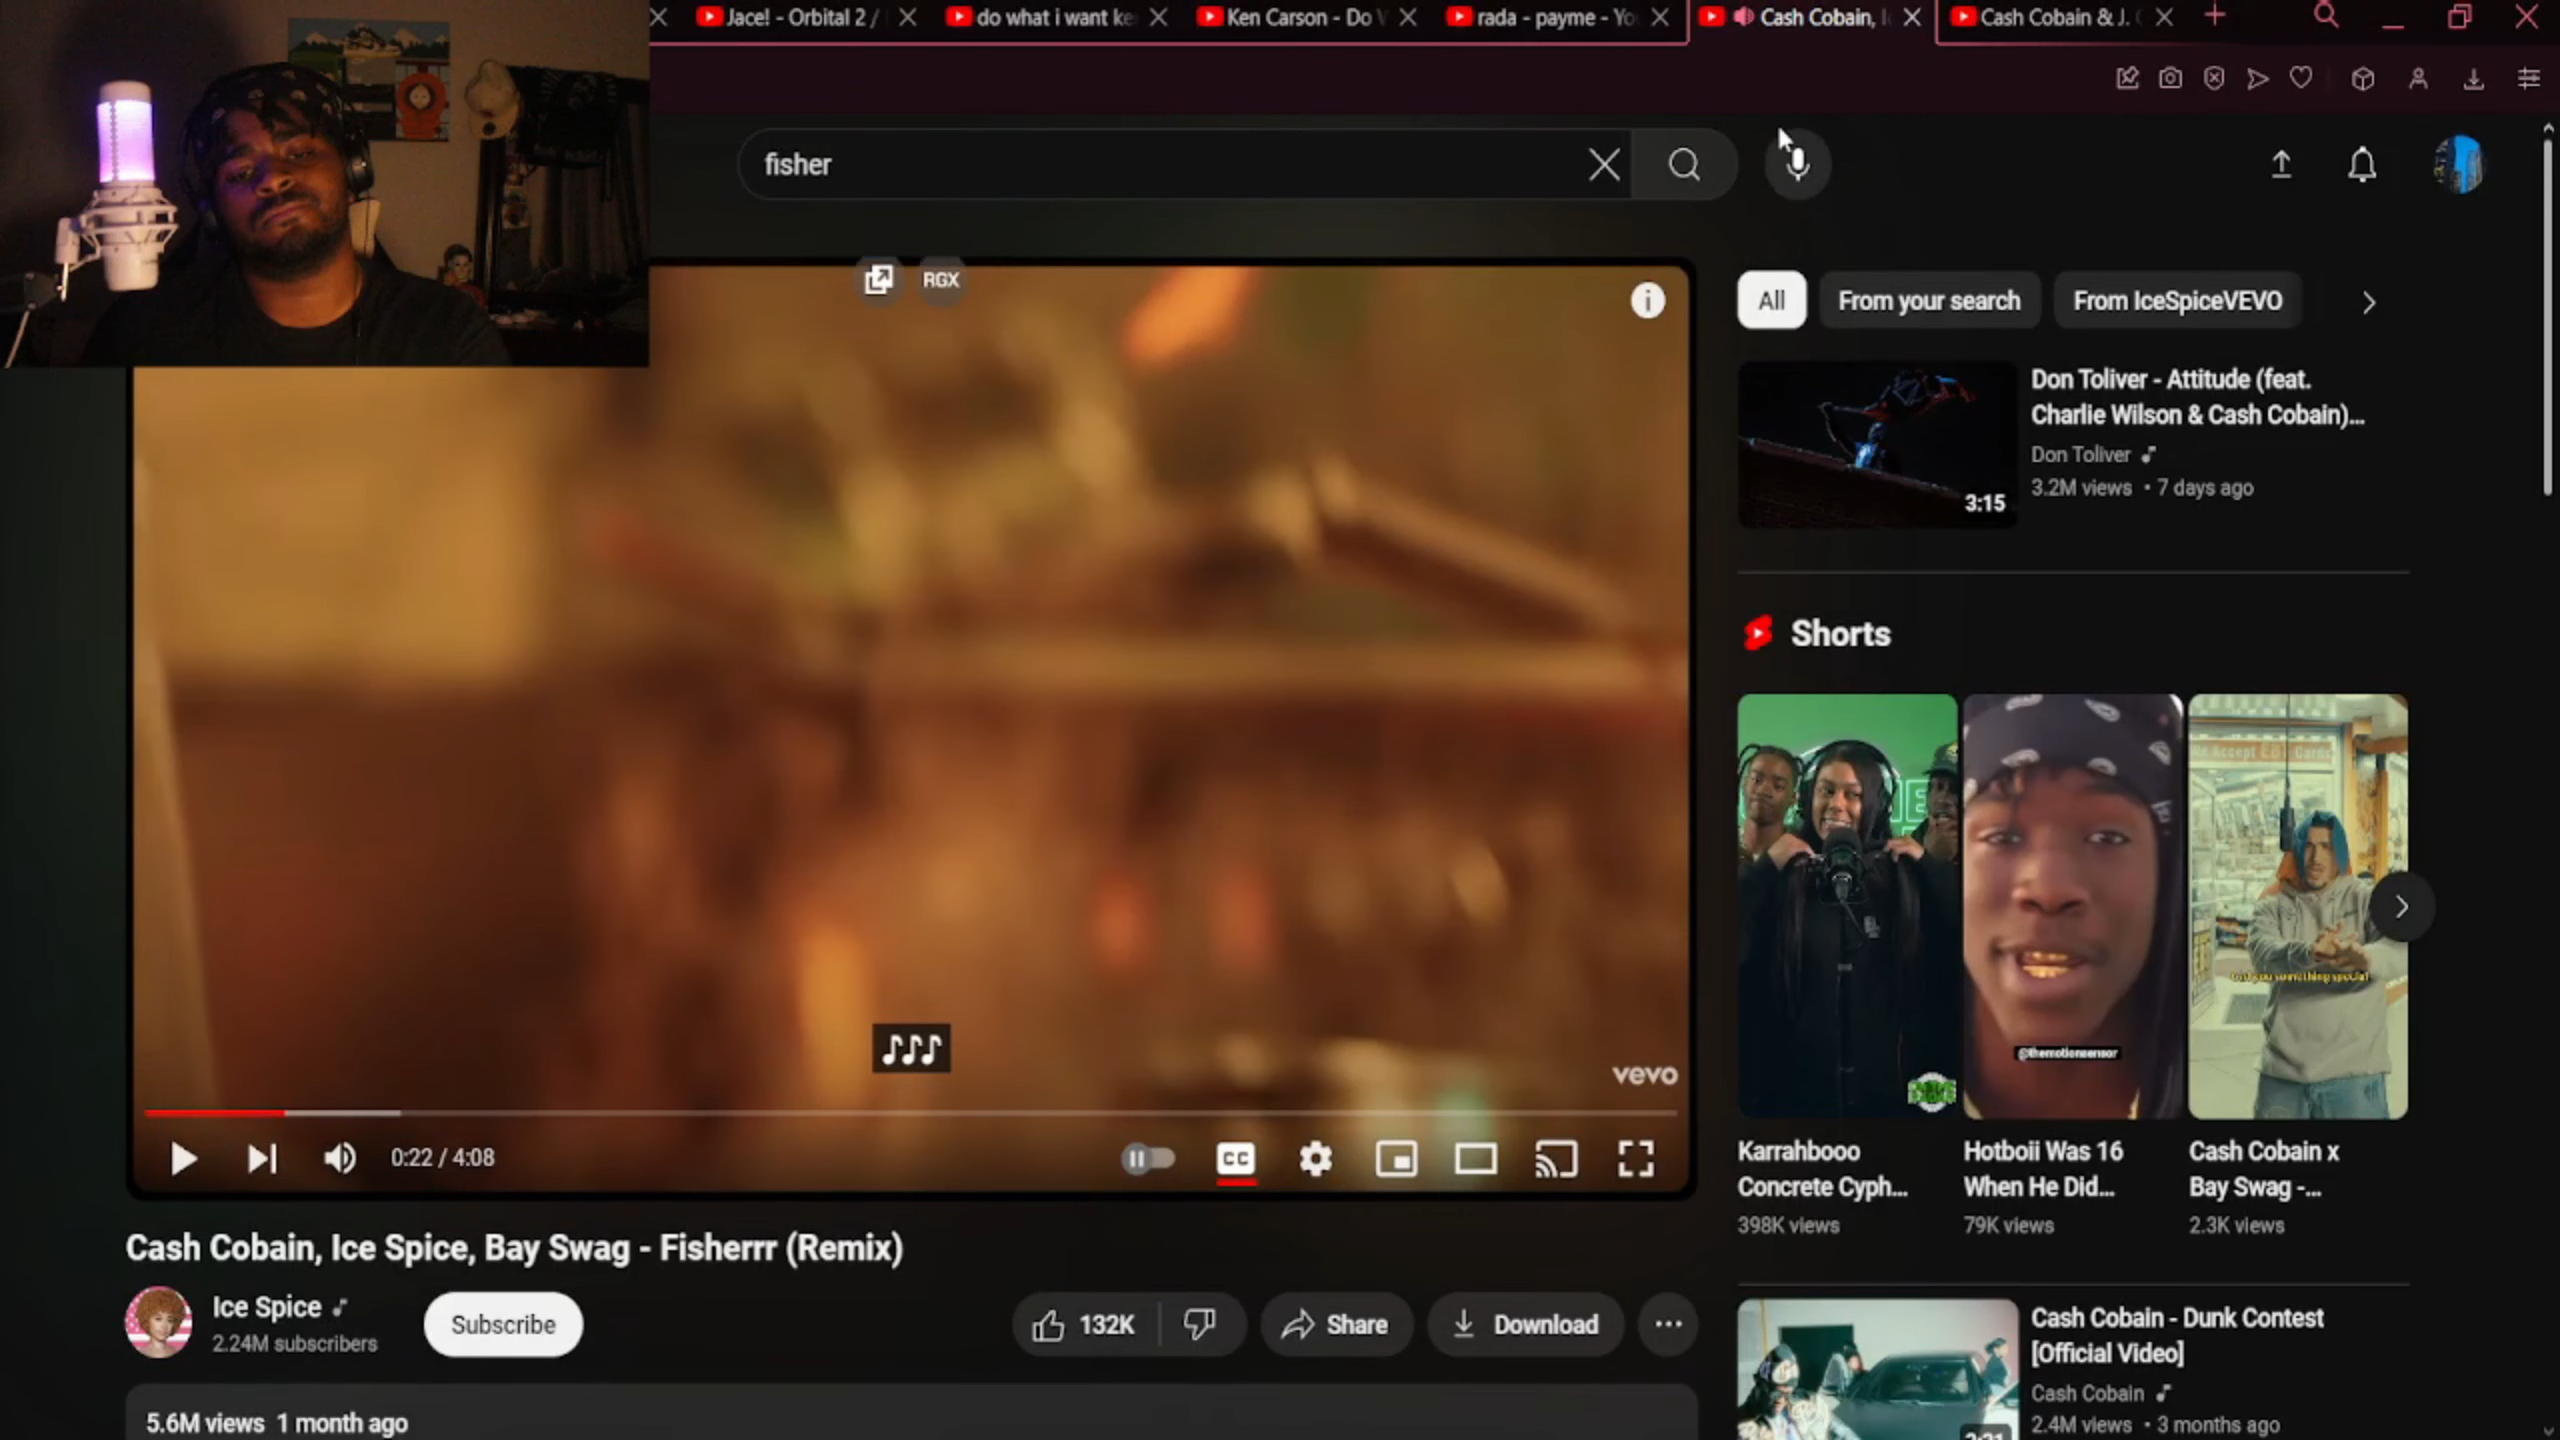 Jace! - Orbital 2 /
do what i want ke
Ken Carson - Do
rada - payme - Yo
Cash Cobain,
Cash Cobain & J.
fisher
RGX
All
From your search
From IceSpiceVEVO
Don Toliver - Attitude (feat.
Charlie Wilson & Cash Cobain)...
Don Toliver
3.2M views • 7 days ago
3:15
Shorts
@themotionsensor
Karrahbooo
Concrete Cyph...
398K views
Hotboii Was 16
When He Did...
79K views
Cash Cobain x
Bay Swag -...
2.3K views
♪♪♪
vevo
0:22 / 4:08
CC
Cash Cobain, Ice Spice, Bay Swag - Fisherrr (Remix)
Ice Spice
2.24M subscribers
Subscribe
132K
Share
Download
5.6M views 1 month ago
Cash Cobain - Dunk Contest
[Official Video]
Cash Cobain
2.4M views • 3 months ago